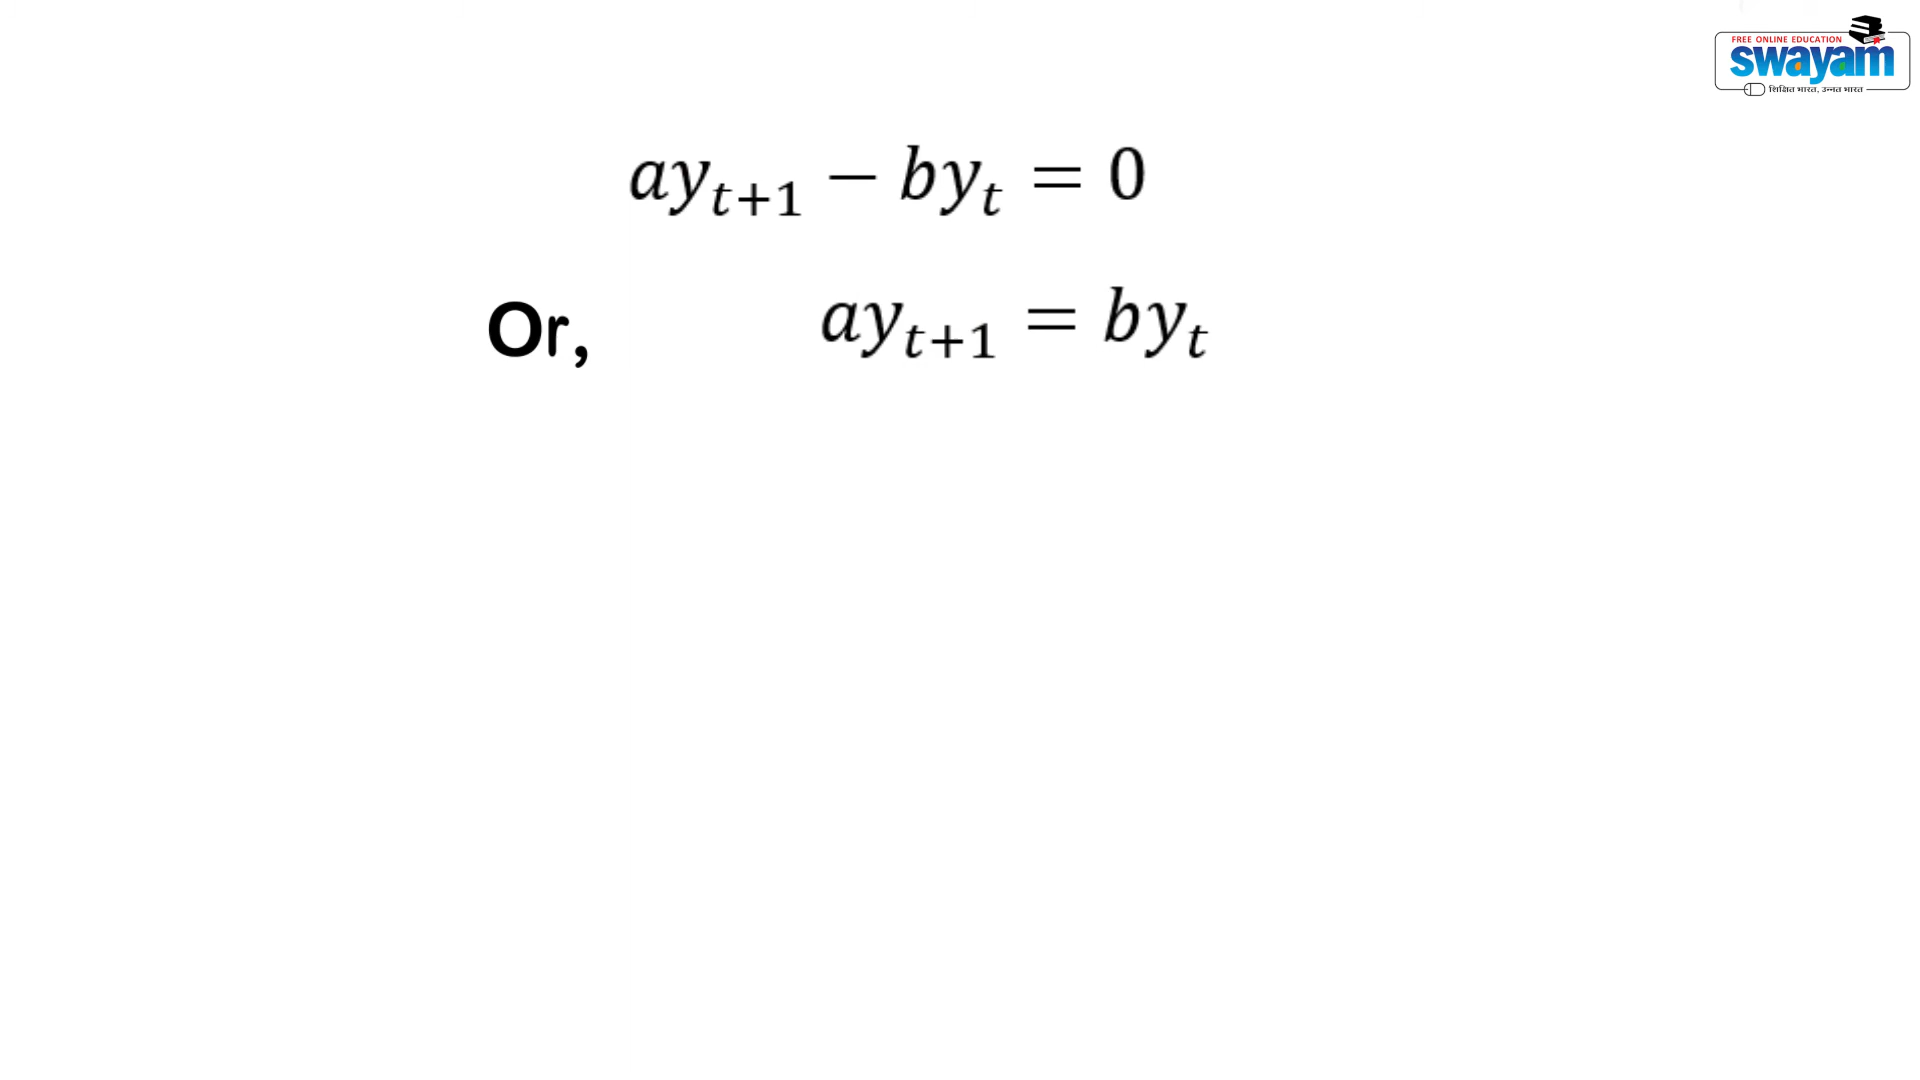 FREE ONLINE EDUCATION
swayam
शिक्षित भारत, उन्नत भारत
ay_{t+1} − by_t = 0
Or, ay_{t+1} = by_t